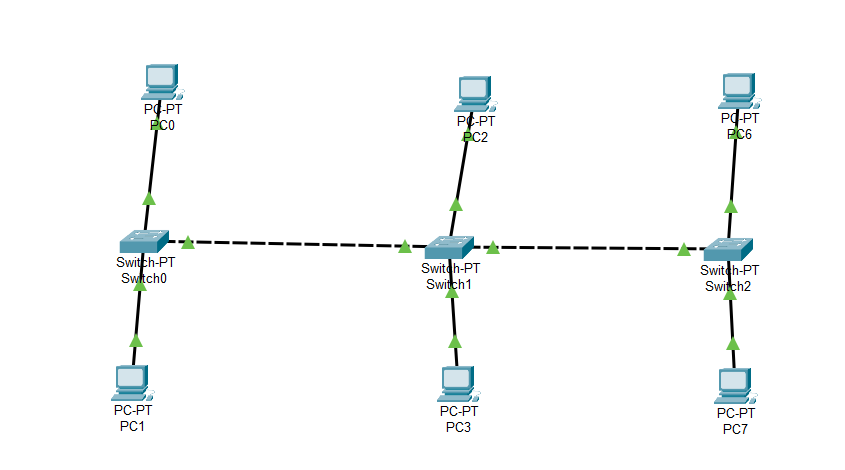 PC-PT
PC0
PC-PT
PC2
PC-PT
PC6
Switch-PT
Switch0
Switch-PT
Switch1
Switch-PT
Switch2
PC-PT
PC1
PC-PT
PC3
PC-PT
PC7